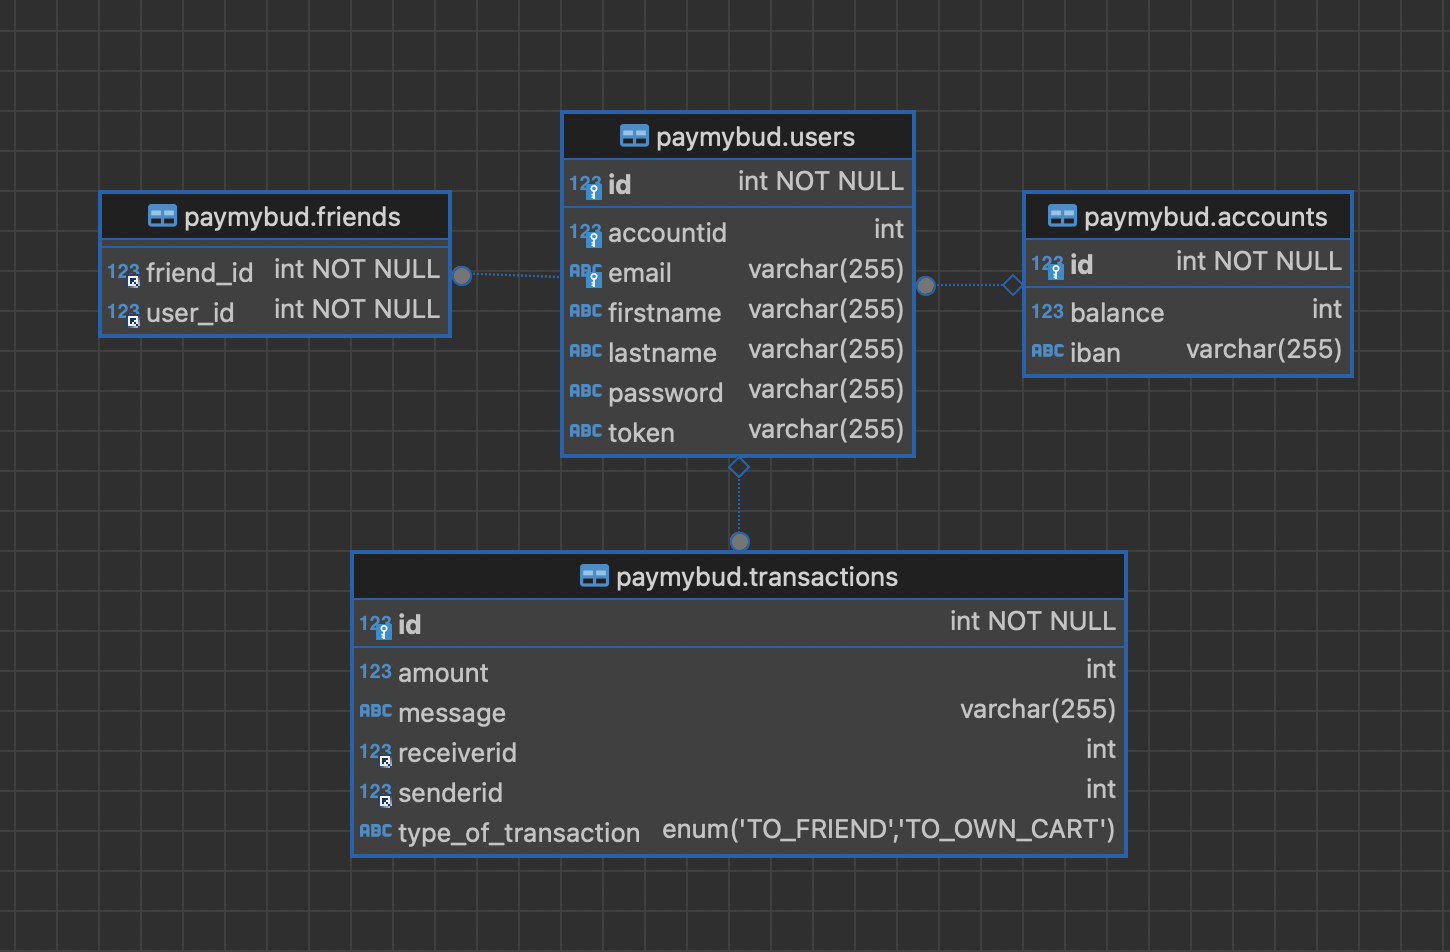 paymybud.users
123 id int NOT NULL
123 accountid int
ABC email varchar(255)
ABC firstname varchar(255)
ABC lastname varchar(255)
ABC password varchar(255)
ABC token varchar(255)
paymybud.friends
123 friend_id int NOT NULL
123 user_id int NOT NULL
paymybud.accounts
123 id int NOT NULL
123 balance int
ABC iban varchar(255)
paymybud.transactions
123 id int NOT NULL
123 amount int
ABC message varchar(255)
123 receiverid int
123 senderid int
ABC type_of_transaction enum('TO_FRIEND','TO_OWN_CART')